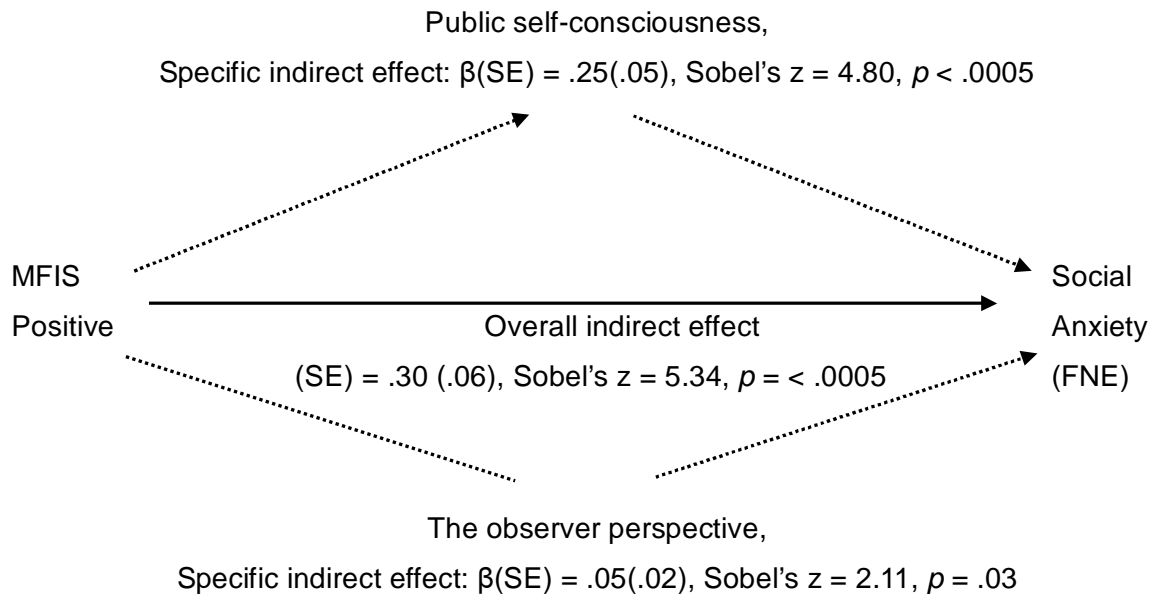 Public self-consciousness,
Specific indirect effect: β(SE) = .25(.05), Sobel’s z = 4.80, p < .0005
MFIS
Positive
Social
Anxiety
(FNE)
Overall indirect effect
(SE) = .30 (.06), Sobel’s z = 5.34, p = < .0005
The observer perspective,
Specific indirect effect: β(SE) = .05(.02), Sobel’s z = 2.11, p = .03